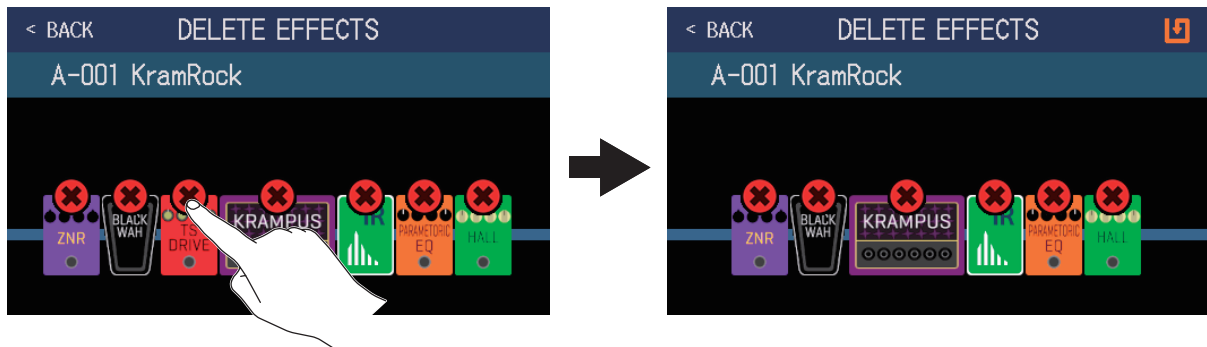 < BACK DELETE EFFECTS
A-001 KramRock
ZNR
BLACK
WAH
TS
DRIVE
KRAMPUS
IR
PARAMETORIC
EQ
HALL
< BACK DELETE EFFECTS
A-001 KramRock
ZNR
BLACK
WAH
KRAMPUS
IR
PARAMETORIC
EQ
HALL